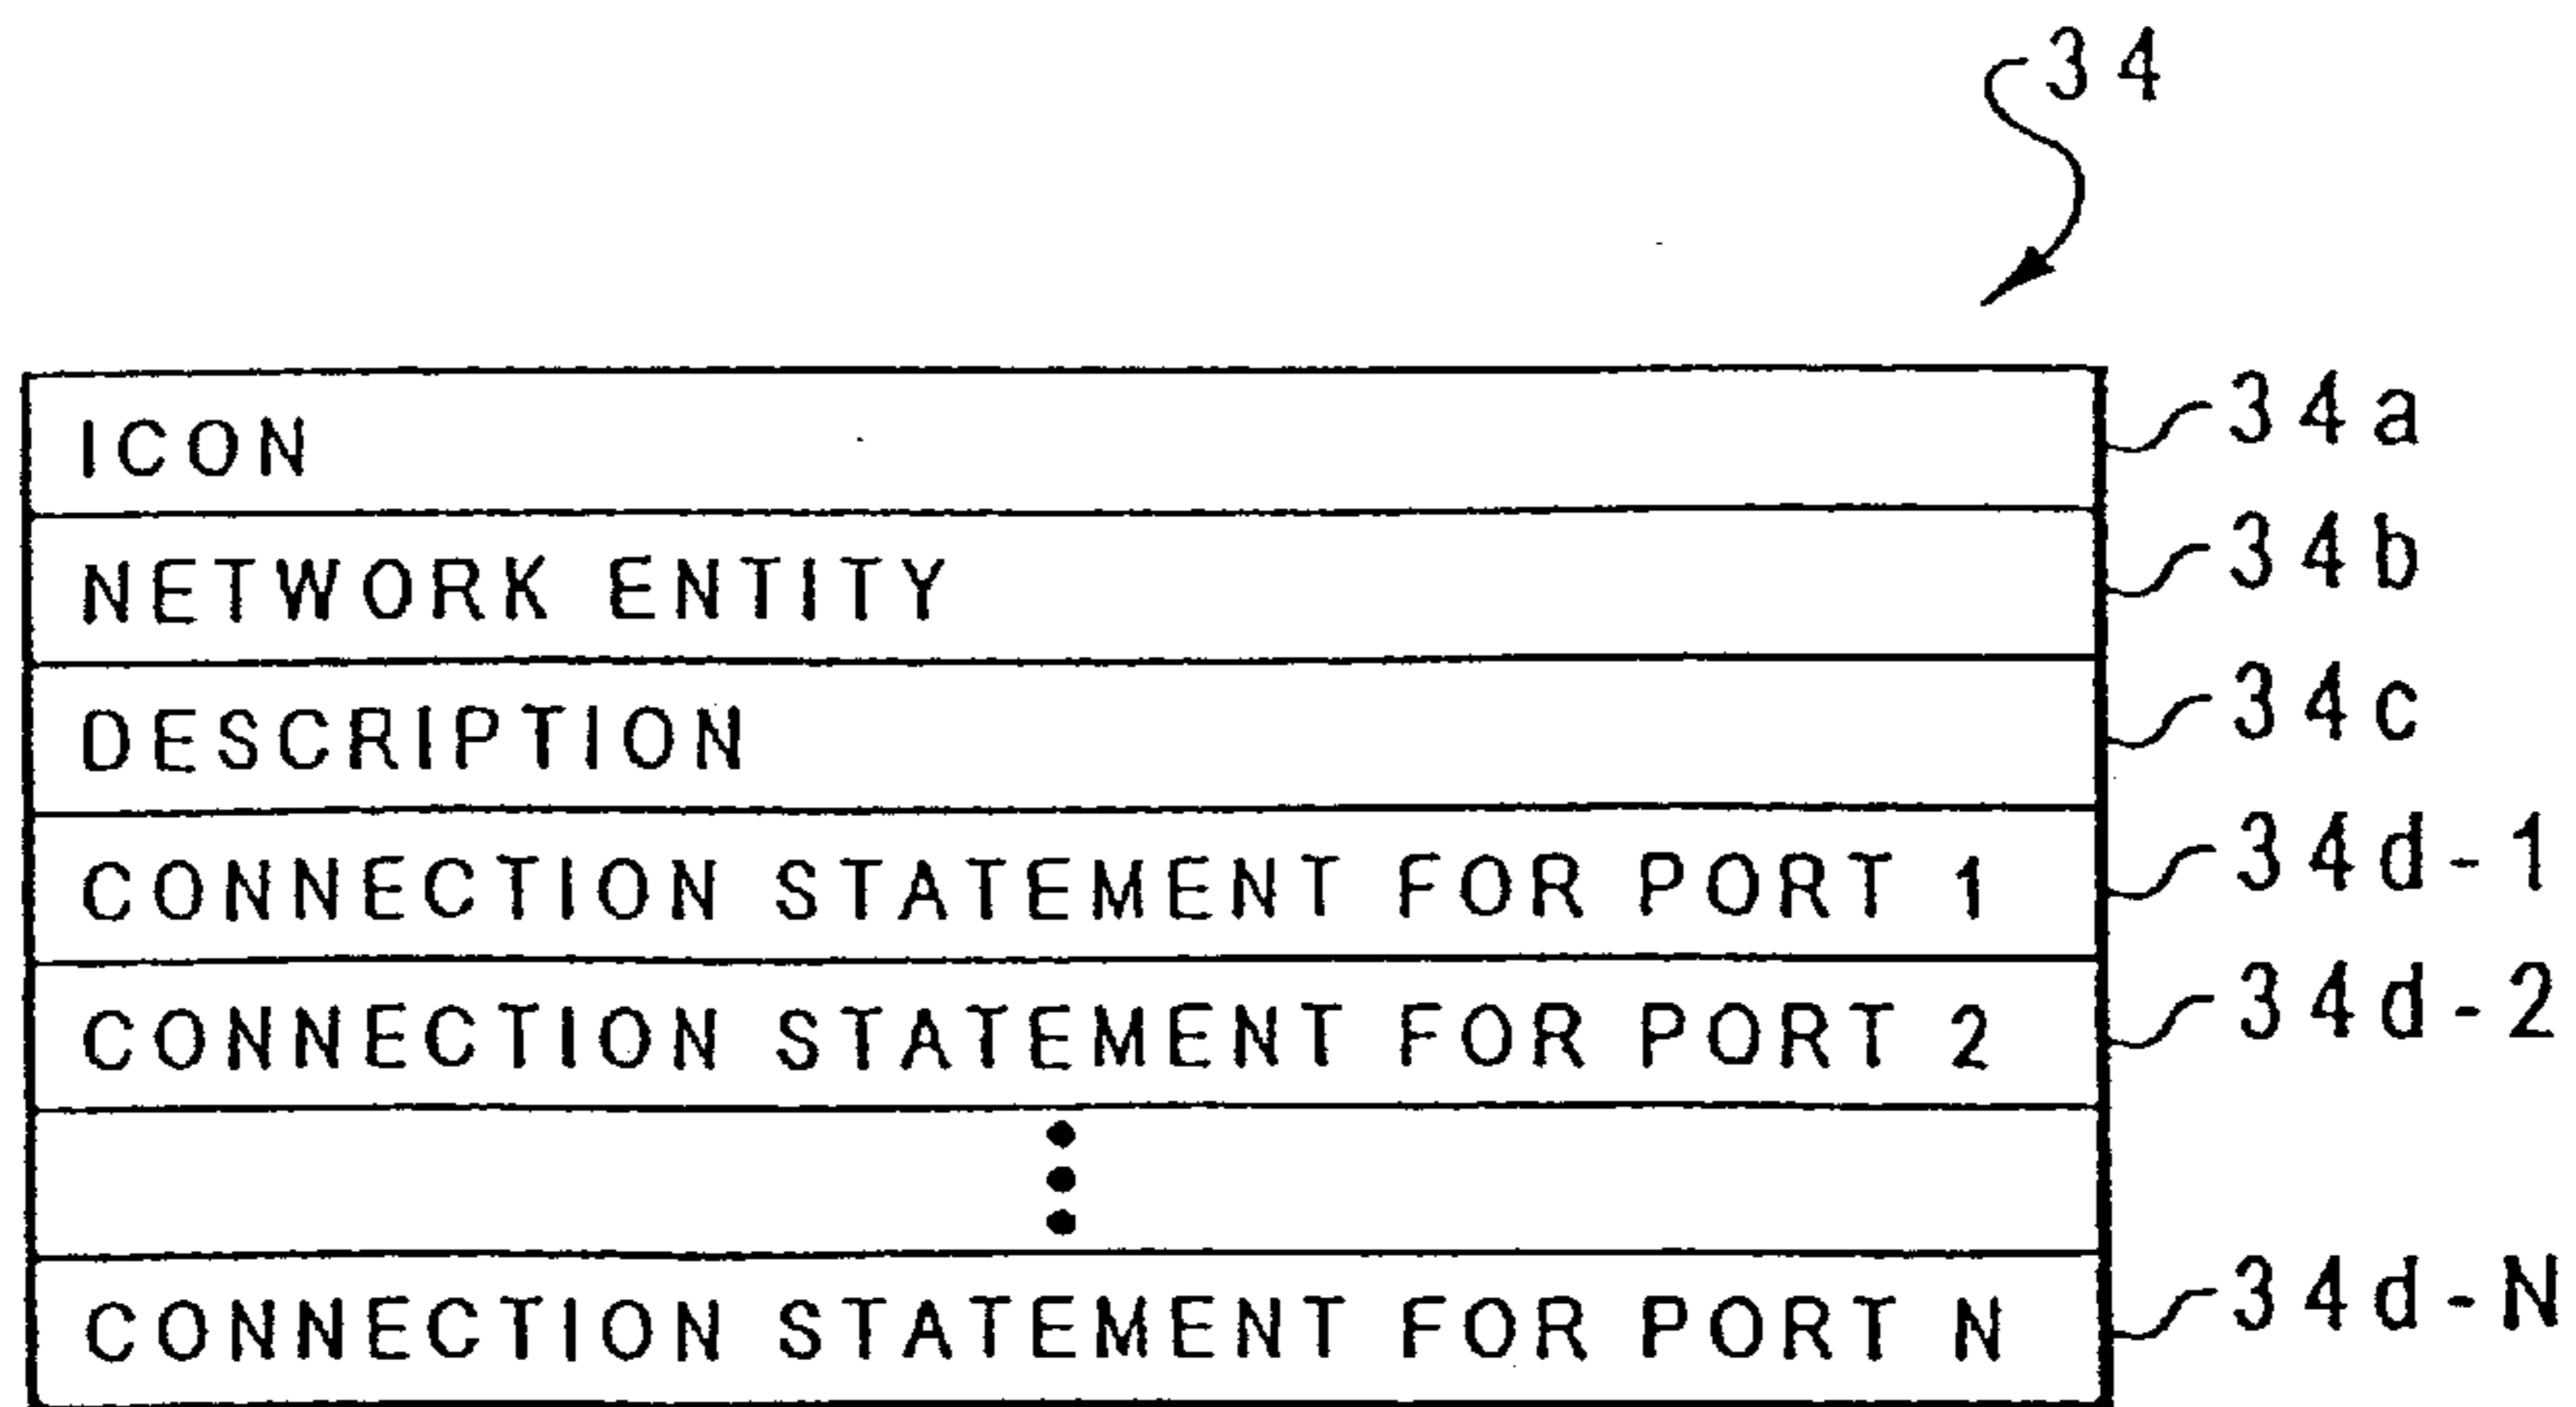 34
ICON 34a
NETWORK ENTITY 34b
DESCRIPTION 34c
CONNECTION STATEMENT FOR PORT 1 34d-1
CONNECTION STATEMENT FOR PORT 2 34d-2
CONNECTION STATEMENT FOR PORT N 34d-N